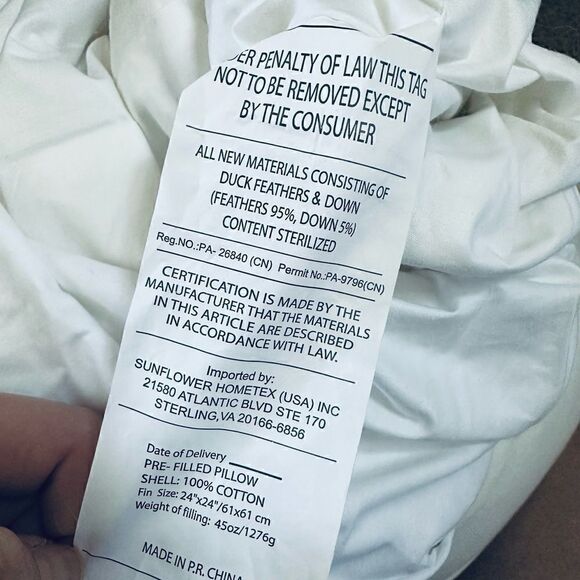 PENALTY OF LAW THIS TAG
NOT TO BE REMOVED EXCEPT
BY THE CONSUMER
ALL NEW MATERIALS CONSISTING OF
DUCK FEATHERS & DOWN
(FEATHERS 95%, DOWN 5%)
CONTENT STERILIZED
Reg.NO.:PA- 26840 (CN) Permit No.:PA-9796(CN)
CERTIFICATION IS MADE BY THE
MANUFACTURER THAT THE MATERIALS
IN THIS ARTICLE ARE DESCRIBED
IN ACCORDANCE WITH LAW.
Imported by:
SUNFLOWER HOMETEX (USA) INC
21580 ATLANTIC BLVD STE 170
STERLING,VA 20166-6856
Date of Delivery
PRE- FILLED PILLOW
SHELL: 100% COTTON
Fin Size: 24"x24"/61x61 cm
Weight of filling: 45oz/1276g
MADE IN P.R. CHINA